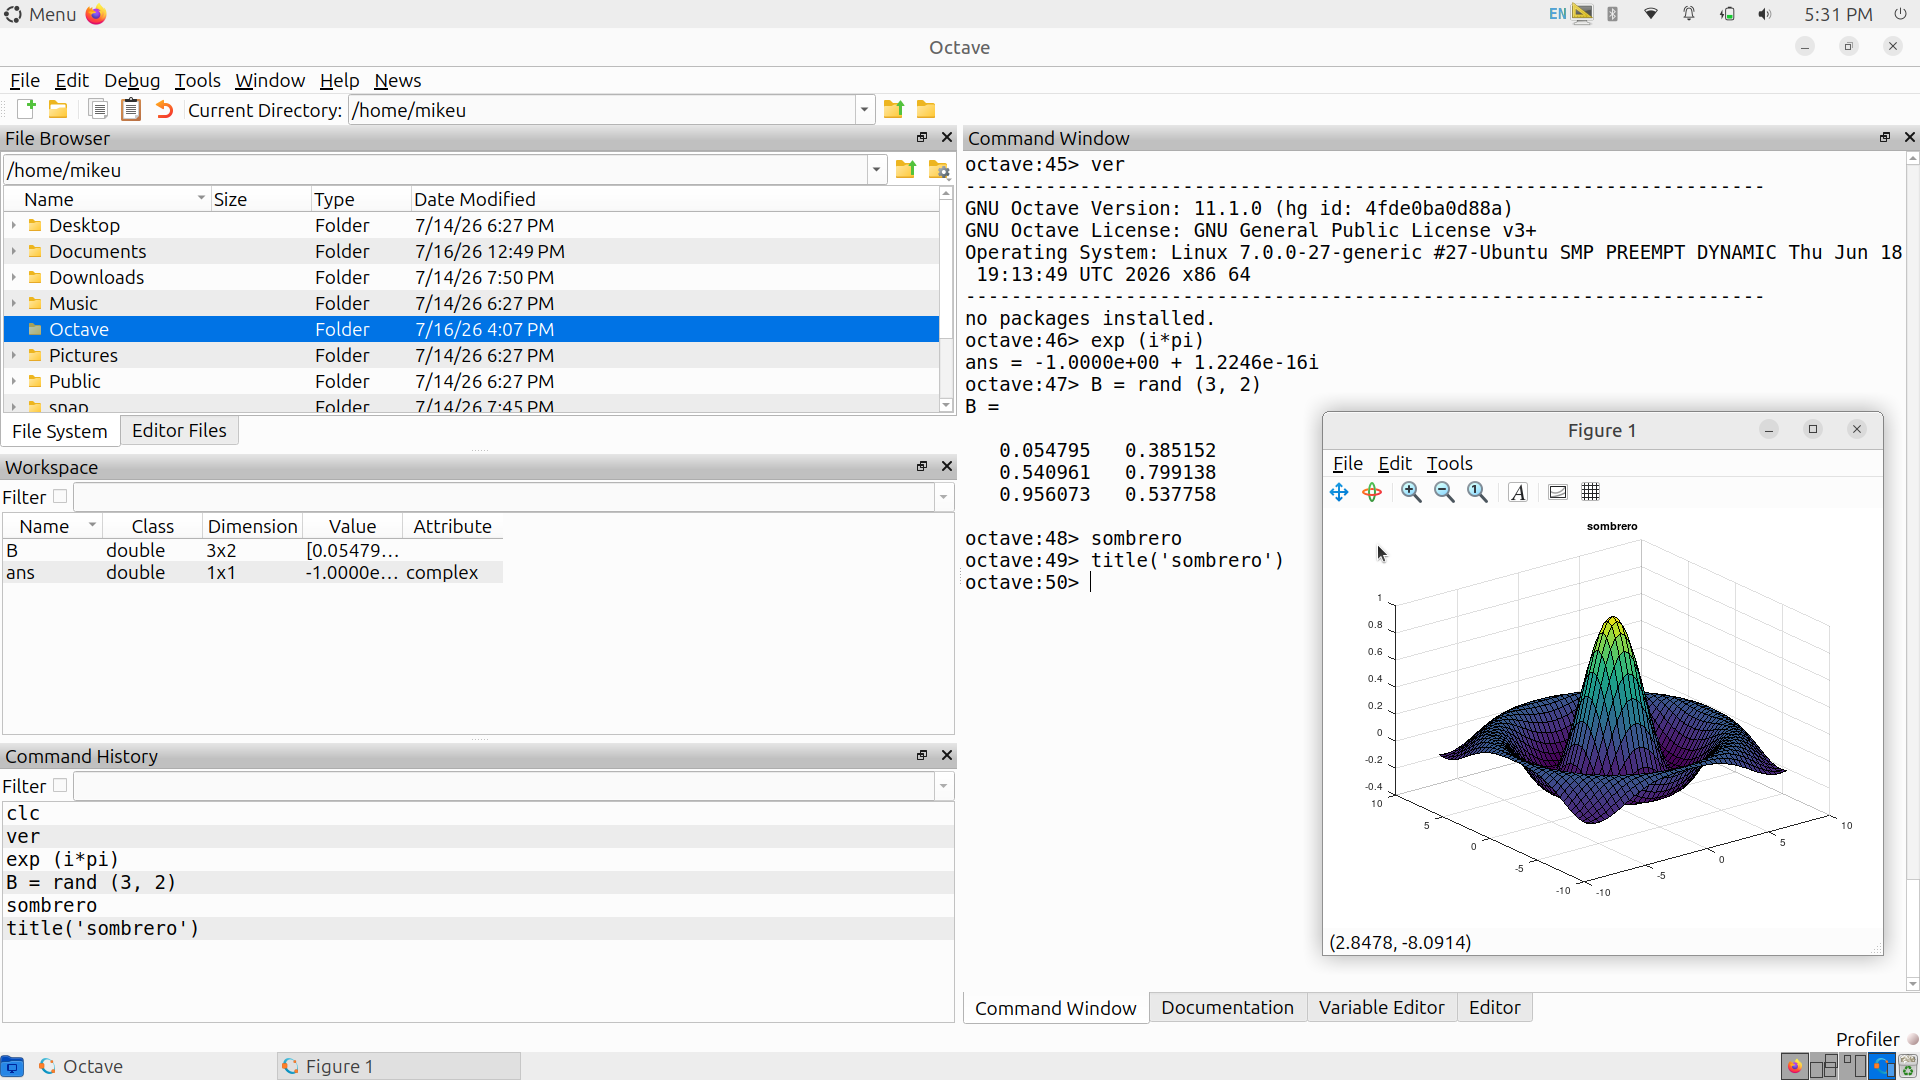 Menu
EN
5:31 PM
Octave
File Edit Debug Tools Window Help News
Current Directory: /home/mikeu
File Browser
/home/mikeu
Name Size Type Date Modified
Desktop Folder 7/14/26 6:27 PM
Documents Folder 7/16/26 12:49 PM
Downloads Folder 7/14/26 7:50 PM
Music Folder 7/14/26 6:27 PM
Octave Folder 7/16/26 4:07 PM
Pictures Folder 7/14/26 6:27 PM
Public Folder 7/14/26 6:27 PM
snap Folder 7/14/26 7:45 PM
File System Editor Files
Workspace
Filter
Name Class Dimension Value Attribute
B double 3x2 [0.05479...
ans double 1x1 -1.0000e... complex
Command History
Filter
clc
ver
exp (i*pi)
B = rand (3, 2)
sombrero
title('sombrero')
Command Window
octave:45> ver
----------------------------------------------------------------------
GNU Octave Version: 11.1.0 (hg id: 4fde0ba0d88a)
GNU Octave License: GNU General Public License v3+
Operating System: Linux 7.0.0-27-generic #27-Ubuntu SMP PREEMPT DYNAMIC Thu Jun 18
19:13:49 UTC 2026 x86 64
----------------------------------------------------------------------
no packages installed.
octave:46> exp (i*pi)
ans = -1.0000e+00 + 1.2246e-16i
octave:47> B = rand (3, 2)
B =
0.054795 0.385152
0.540961 0.799138
0.956073 0.537758
octave:48> sombrero
octave:49> title('sombrero')
octave:50>
Figure 1
File Edit Tools
1
A
sombrero
1
0.8
0.6
0.4
0.2
0
-0.2
-0.4
10
5
0
-5
-10
-10
-5
0
5
10
(2.8478, -8.0914)
Command Window Documentation Variable Editor Editor
Profiler
Octave
Figure 1